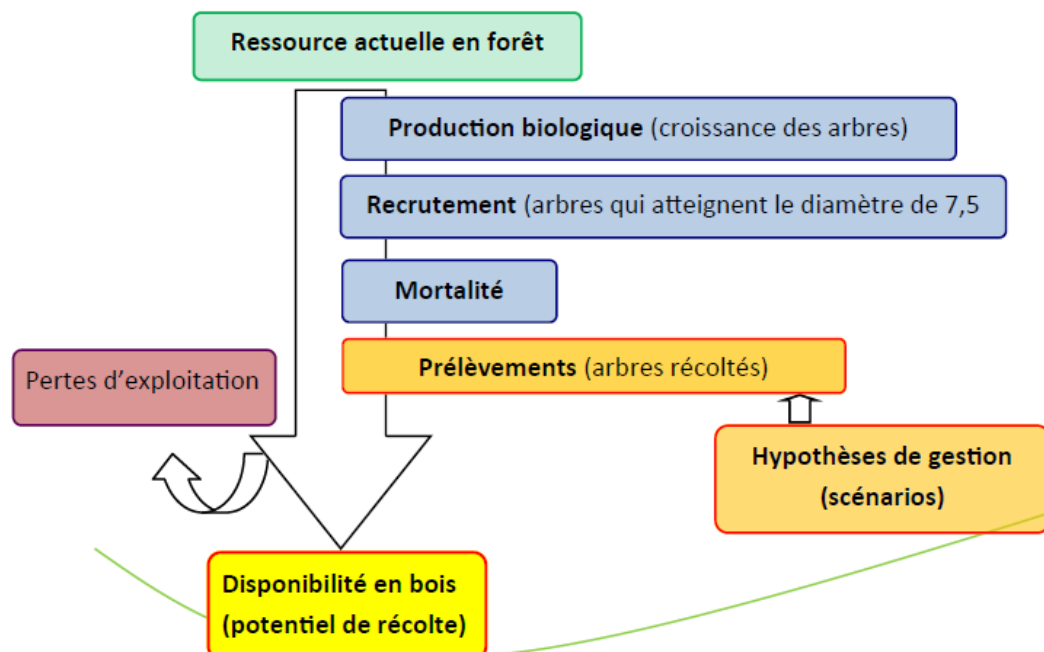 Ressource actuelle en forêt
Production biologique (croissance des arbres)
Recrutement (arbres qui atteignent le diamètre de 7,5
Mortalité
Prélèvements (arbres récoltés)
Pertes d'exploitation
Hypothèses de gestion
(scénarios)
Disponibilité en bois
(potentiel de récolte)